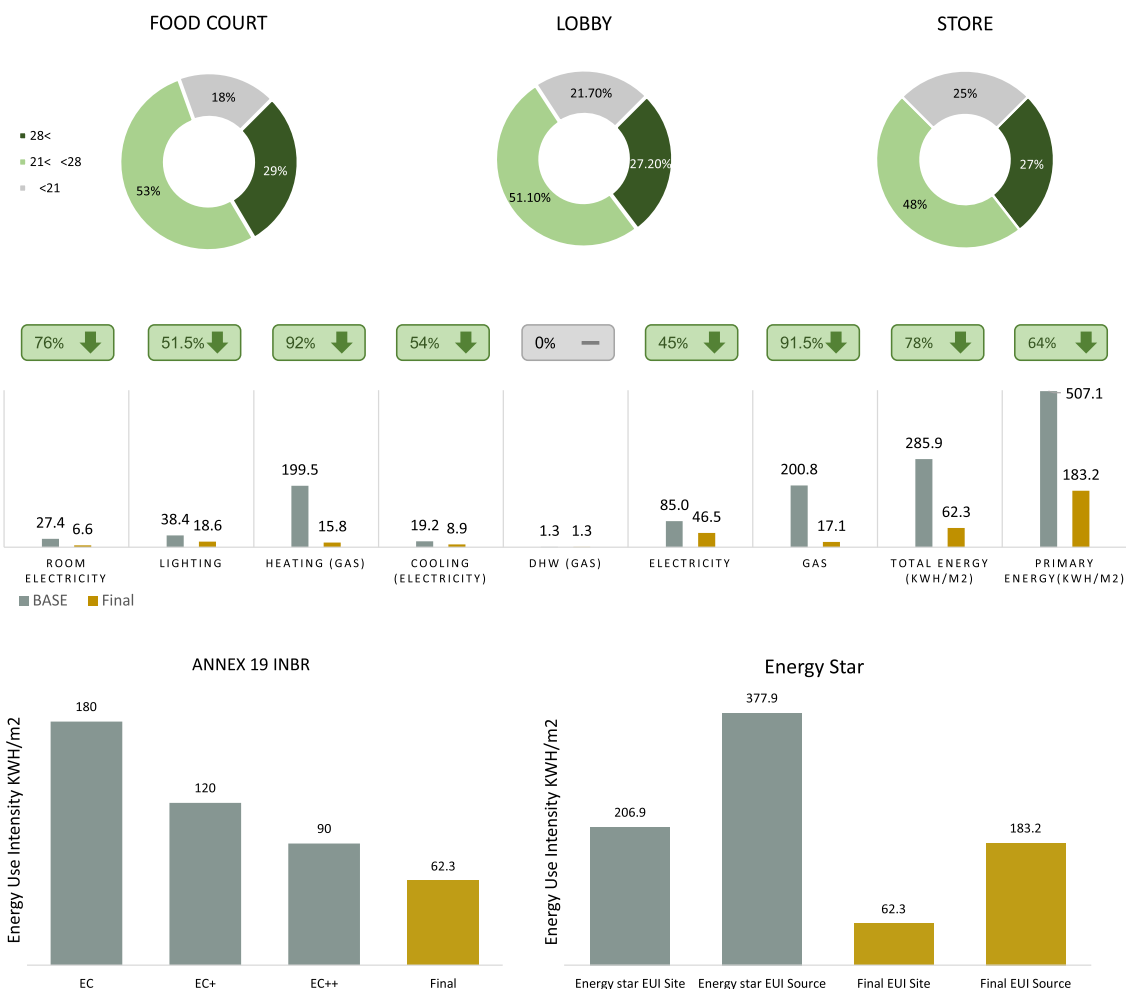 FOOD COURT
LOBBY
STORE
18%
29%
53%
21.70%
27.20%
51.10%
25%
27%
48%
28<
21< <28
<21
76%
51.5%
92%
54%
0%
45%
91.5%
78%
64%
27.4 6.6
38.4 18.6
199.5
15.8
19.2 8.9
1.3 1.3
85.0
46.5
200.8
17.1
285.9
62.3
507.1
183.2
ROOM
ELECTRICITY
LIGHTING
HEATING (GAS)
COOLING
(ELECTRICITY)
DHW (GAS)
ELECTRICITY
GAS
TOTAL ENERGY
(KWH/M2)
PRIMARY
ENERGY(KWH/M2)
BASE Final
ANNEX 19 INBR
Energy Use Intensity KWH/m2
180
120
90
62.3
EC EC+ EC++ Final
Energy Star
Energy Use Intensity KWH/m2
206.9
377.9
62.3
183.2
Energy star EUI Site Energy star EUI Source Final EUI Site Final EUI Source